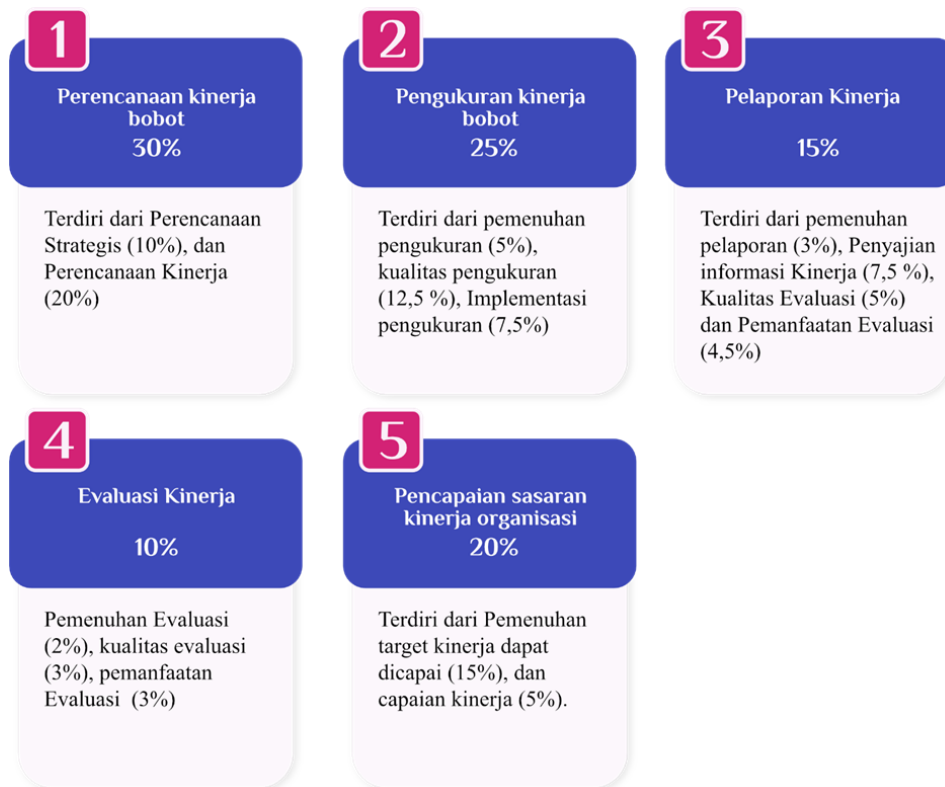 1
Perencanaan kinerja
bobot
30%
Terdiri dari Perencanaan
Strategis (10%), dan
Perencanaan Kinerja
(20%)
2
Pengukuran kinerja
bobot
25%
Terdiri dari pemenuhan
pengukuran (5%),
kualitas pengukuran
(12,5 %), Implementasi
pengukuran (7,5%)
3
Pelaporan Kinerja
15%
Terdiri dari pemenuhan
pelaporan (3%), Penyajian
informasi Kinerja (7,5 %),
Kualitas Evaluasi (5%)
dan Pemanfaatan Evaluasi
(4,5%)
4
Evaluasi Kinerja
10%
Pemenuhan Evaluasi
(2%), kualitas evaluasi
(3%), pemanfaatan
Evaluasi (3%)
5
Pencapaian sasaran
kinerja organisasi
20%
Terdiri dari Pemenuhan
target kinerja dapat
dicapai (15%), dan
capaian kinerja (5%).